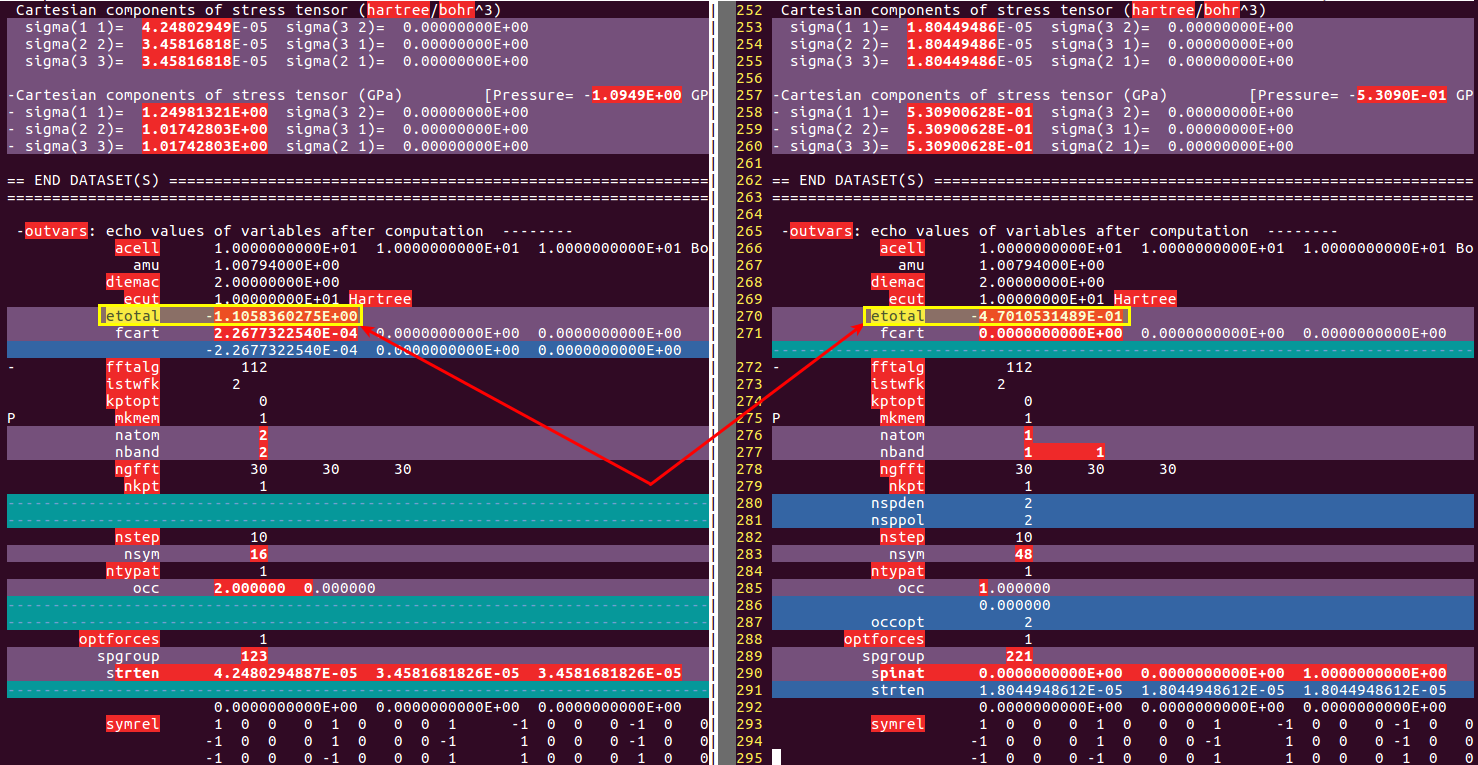 Cartesian components of stress tensor (hartree/bohr^3)
sigma(1 1)=  4.24802949E-05  sigma(3 2)=  0.00000000E+00
sigma(2 2)=  3.45816818E-05  sigma(3 1)=  0.00000000E+00
sigma(3 3)=  3.45816818E-05  sigma(2 1)=  0.00000000E+00
-Cartesian components of stress tensor (GPa)         [Pressure= -1.0949E+00 GP
- sigma(1 1)=  1.24981321E+00  sigma(3 2)=  0.00000000E+00
- sigma(2 2)=  1.01742803E+00  sigma(3 1)=  0.00000000E+00
- sigma(3 3)=  1.01742803E+00  sigma(2 1)=  0.00000000E+00
== END DATASET(S) ============================================================
==============================================================================
-outvars: echo values of variables after computation  --------
acell      1.0000000000E+01  1.0000000000E+01  1.0000000000E+01 Bo
amu      1.00794000E+00
diemac      2.00000000E+00
ecut      1.00000000E+01 Hartree
etotal     -1.1058360275E+00
fcart      2.2677322540E-04  0.0000000000E+00  0.0000000000E+00
-2.2677322540E-04  0.0000000000E+00  0.0000000000E+00
-          fftalg         112
istwfk        2
kptopt           0
P           mkmem           1
natom           2
nband           2
ngfft          30      30      30
nkpt           1
nstep          10
nsym          16
ntypat           1
occ      2.000000  0.000000
optforces           1
spgroup         123
strten      4.2480294887E-05  3.4581681826E-05  3.4581681826E-05
0.0000000000E+00  0.0000000000E+00  0.0000000000E+00
symrel      1  0  0   0  1  0   0  0  1      -1  0  0   0 -1  0   0
-1  0  0   0  1  0   0  0 -1       1  0  0   0 -1  0   0
-1  0  0   0 -1  0   0  0  1       1  0  0   0  1  0   0
252  Cartesian components of stress tensor (hartree/bohr^3)
253   sigma(1 1)=  1.80449486E-05  sigma(3 2)=  0.00000000E+00
254   sigma(2 2)=  1.80449486E-05  sigma(3 1)=  0.00000000E+00
255   sigma(3 3)=  1.80449486E-05  sigma(2 1)=  0.00000000E+00
256
257 -Cartesian components of stress tensor (GPa)         [Pressure= -5.3090E-01 GP
258 - sigma(1 1)=  5.30900628E-01  sigma(3 2)=  0.00000000E+00
259 - sigma(2 2)=  5.30900628E-01  sigma(3 1)=  0.00000000E+00
260 - sigma(3 3)=  5.30900628E-01  sigma(2 1)=  0.00000000E+00
261
262 == END DATASET(S) ============================================================
263 ==============================================================================
264
265  -outvars: echo values of variables after computation  --------
266            acell      1.0000000000E+01  1.0000000000E+01  1.0000000000E+01 Bo
267              amu      1.00794000E+00
268           diemac      2.00000000E+00
269             ecut      1.00000000E+01 Hartree
270           etotal     -4.7010531489E-01
271            fcart      0.0000000000E+00  0.0000000000E+00  0.0000000000E+00
272 -          fftalg         112
273           istwfk        2
274           kptopt           0
275 P          mkmem           1
276            natom           1
277            nband           1       1
278            ngfft          30      30      30
279             nkpt           1
280           nspden           2
281           nsppol           2
282            nstep          10
283             nsym          48
284           ntypat           1
285              occ      1.000000
286                       0.000000
287           occopt           2
288        optforces           1
289          spgroup         221
290           spinat      0.0000000000E+00  0.0000000000E+00  1.0000000000E+00
291           strten      1.8044948612E-05  1.8044948612E-05  1.8044948612E-05
292                       0.0000000000E+00  0.0000000000E+00  0.0000000000E+00
293           symrel      1  0  0   0  1  0   0  0  1      -1  0  0   0 -1  0   0
294                      -1  0  0   0  1  0   0  0 -1       1  0  0   0 -1  0   0
295                      -1  0  0   0 -1  0   0  0  1       1  0  0   0  1  0   0